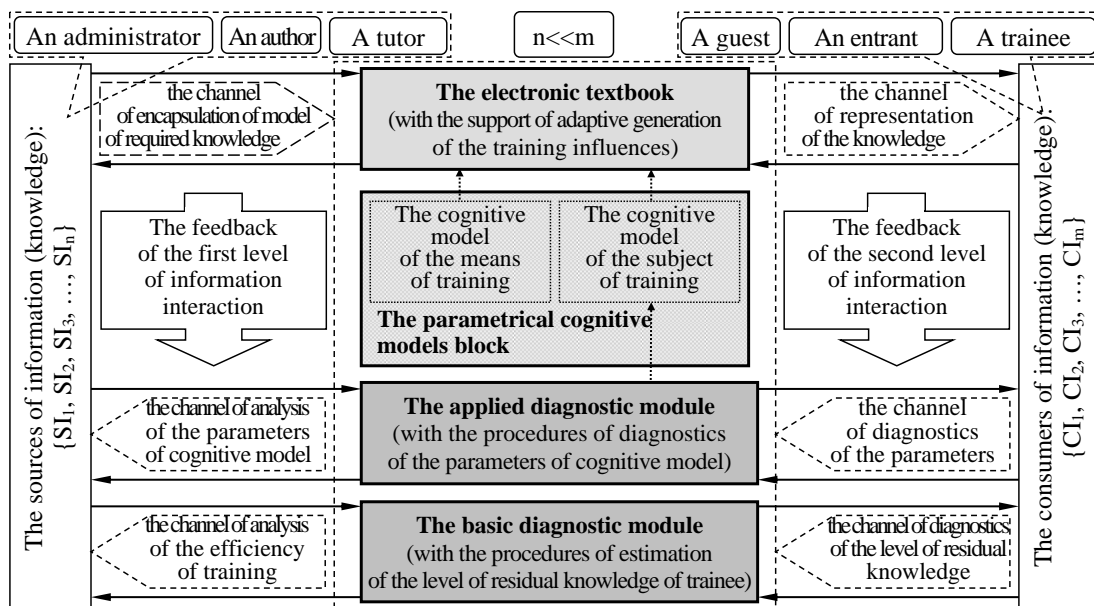 An administrator
An author
A tutor
n<<m
A guest
An entrant
A trainee
The sources of information (knowledge):
{SI₁, SI₂, SI₃, ..., SIₙ}
the channel
of encapsulation of model
of required knowledge
The electronic textbook
(with the support of adaptive generation
of the training influences)
the channel
of representation
of the knowledge
The consumers of information (knowledge):
{CI₁, CI₂, CI₃, ..., CIₘ}
The feedback
of the first level
of information
interaction
The cognitive
model
of the means
of training
The cognitive
model
of the subject
of training
The parametrical cognitive
models block
The feedback
of the second level
of information
interaction
the channel of analysis
of the parameters
of cognitive model
The applied diagnostic module
(with the procedures of diagnostics
of the parameters of cognitive model)
the channel
of diagnostics
of the parameters
the channel of analysis
of the efficiency
of training
The basic diagnostic module
(with the procedures of estimation
of the level of residual knowledge of trainee)
the channel of diagnostics
of the level of residual
knowledge